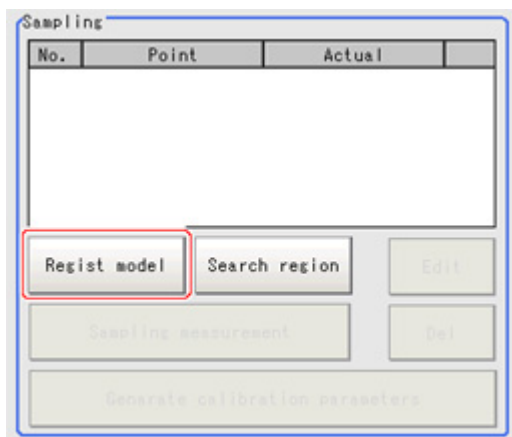 Sampling
No. Point Actual
Regist model Search region Edit
Sampling measurement Del
Generate calibration parameters